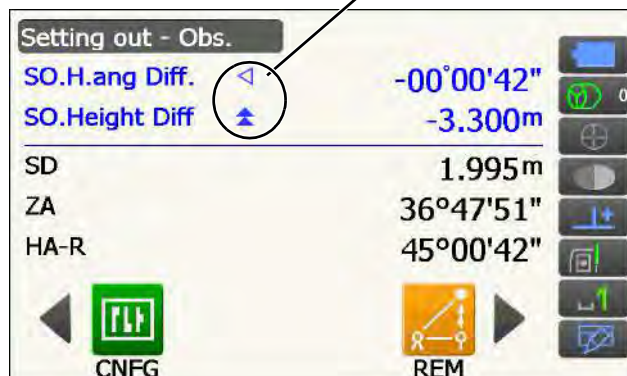 Setting out - Obs.
SO.H.ang Diff. -00°00'42"
SO.Height Diff -3.300m
SD 1.995m
ZA 36°47'51"
HA-R 45°00'42"
CNFG REM